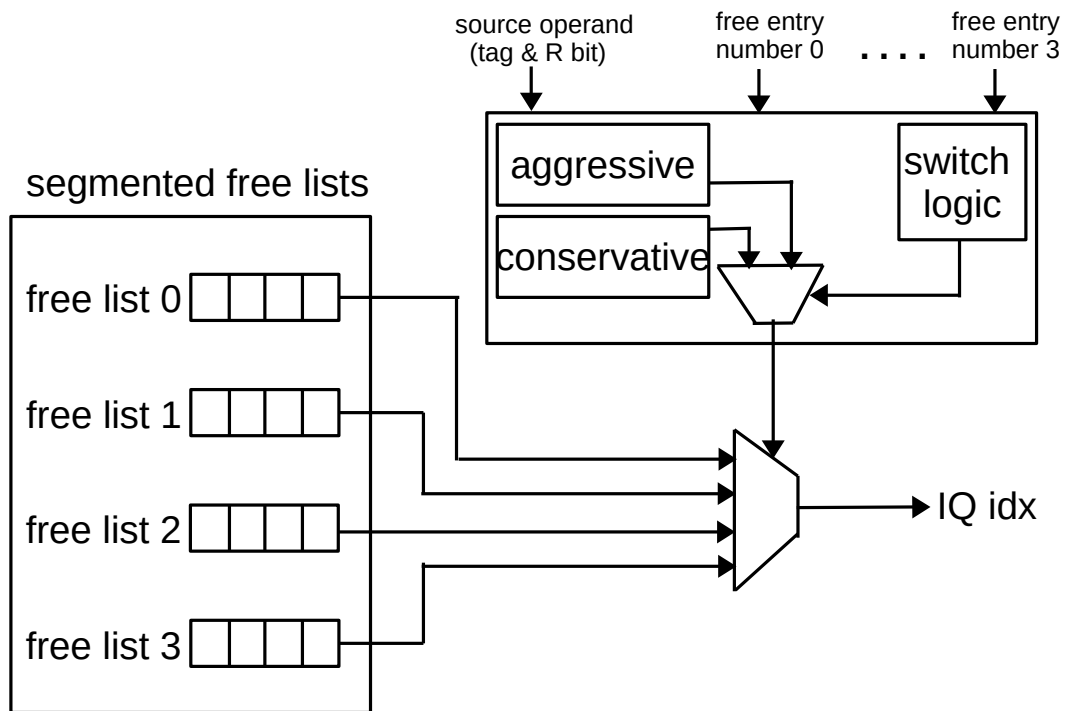 source operand
(tag & R bit)
free entry
number 0
. . . .
free entry
number 3
aggressive
conservative
switch
logic
segmented free lists
free list 0
free list 1
free list 2
free list 3
IQ idx